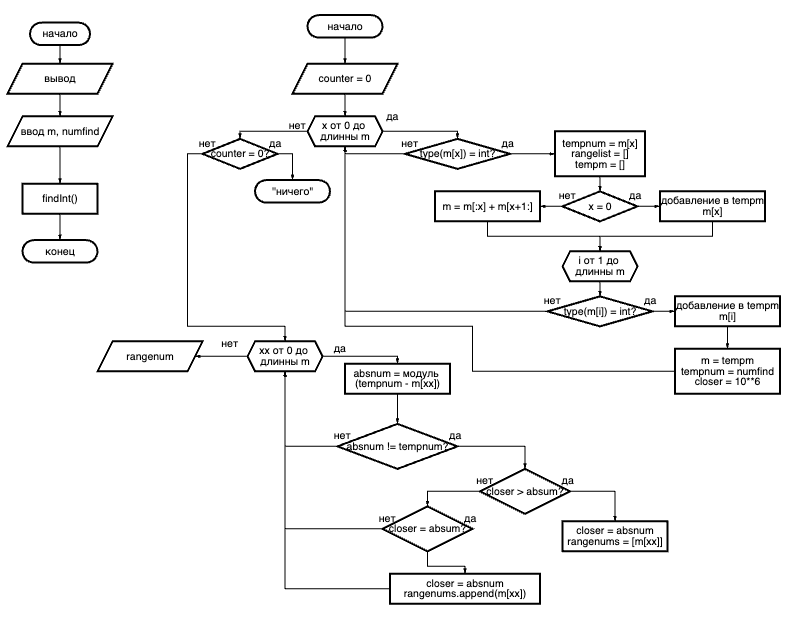 начало
вывод
ввод m, numfind
findInt()
конец
начало
counter = 0
x от 0 до
длинны m
нет
да
counter = 0?
нет
да
"ничего"
type(m[x]) = int?
нет
да
tempnum = m[x]
rangelist = []
tempm = []
x = 0
нет
да
m = m[:x] + m[x+1:]
добавление в tempm
m[x]
i от 1 до
длинны m
type(m[i]) = int?
нет
да
добавление в tempm
m[i]
m = tempm
tempnum = numfind
closer = 10**6
xx от 0 до
длинны m
нет
да
rangenum
absnum = модуль
(tempnum - m[xx])
absnum != tempnum?
нет
да
closer > absum?
нет
да
closer = absum?
нет
да
closer = absnum
rangenums = [m[xx]]
closer = absnum
rangenums.append(m[xx])